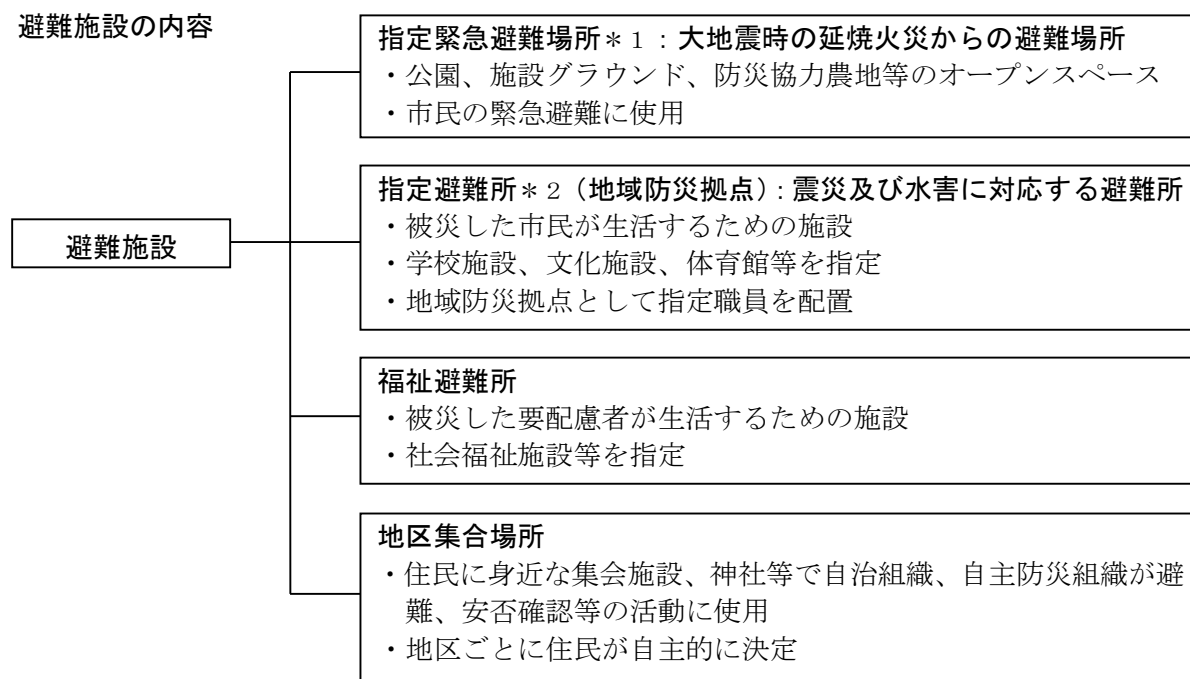 避難施設の内容
指定緊急避難場所＊1：大地震時の延焼火災からの避難場所
・公園、施設グラウンド、防災協力農地等のオープンスペース
・市民の緊急避難に使用
指定避難所＊2（地域防災拠点）：震災及び水害に対応する避難所
・被災した市民が生活するための施設
・学校施設、文化施設、体育館等を指定
・地域防災拠点として指定職員を配置
避難施設
福祉避難所
・被災した要配慮者が生活するための施設
・社会福祉施設等を指定
地区集合場所
・住民に身近な集会施設、神社等で自治組織、自主防災組織が避
難、安否確認等の活動に使用
・地区ごとに住民が自主的に決定